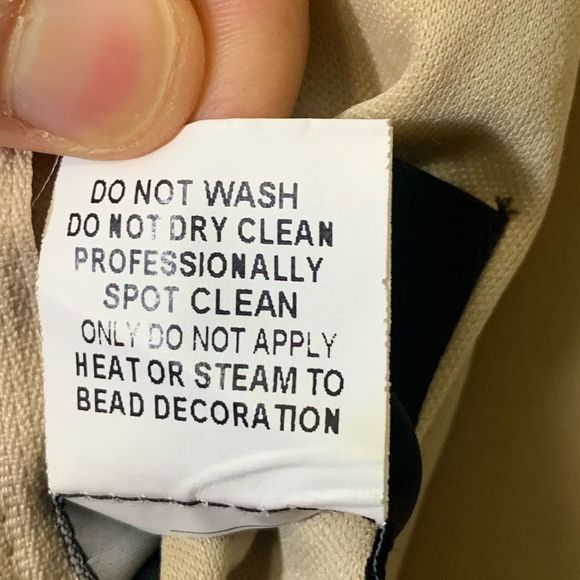 DO NOT WASH
DO NOT DRY CLEAN
PROFESSIONALLY
SPOT CLEAN
ONLY DO NOT APPLY
HEAT OR STEAM TO
BEAD DECORATION